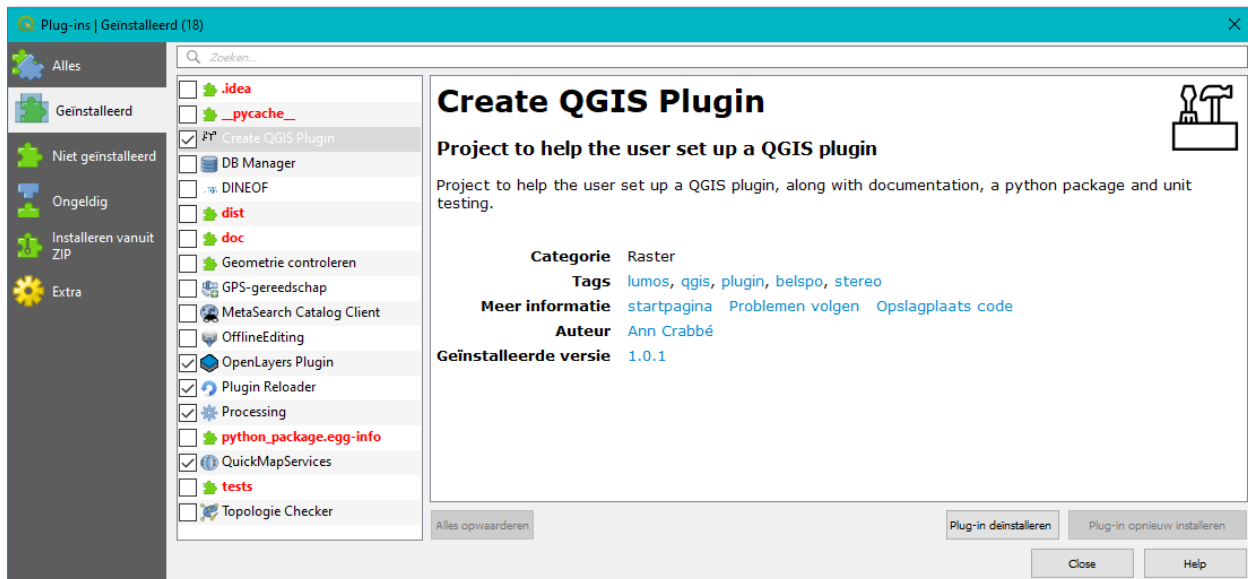 Plug-ins | Geïnstalleerd (18)
Alles
Geïnstalleerd
Niet geïnstalleerd
Ongeldig
Installeren vanuit
ZIP
Extra
Zoeken...
.idea
__pycache__
Create QGIS Plugin
DB Manager
DINEOF
dist
doc
Geometrie controleren
GPS-gereedschap
MetaSearch Catalog Client
OfflineEditing
OpenLayers Plugin
Plugin Reloader
Processing
python_package.egg-info
QuickMapServices
tests
Topologie Checker
Create QGIS Plugin
Project to help the user set up a QGIS plugin
Project to help the user set up a QGIS plugin, along with documentation, a python package and unit
testing.
Categorie Raster
Tags lumos, qgis, plugin, belspo, stereo
Meer informatie startpagina Problemen volgen Opslagplaats code
Auteur Ann Crabbé
Geïnstalleerde versie 1.0.1
Alles opwaarderen
Plug-in deïnstalleren
Plug-in opnieuw installeren
Close
Help